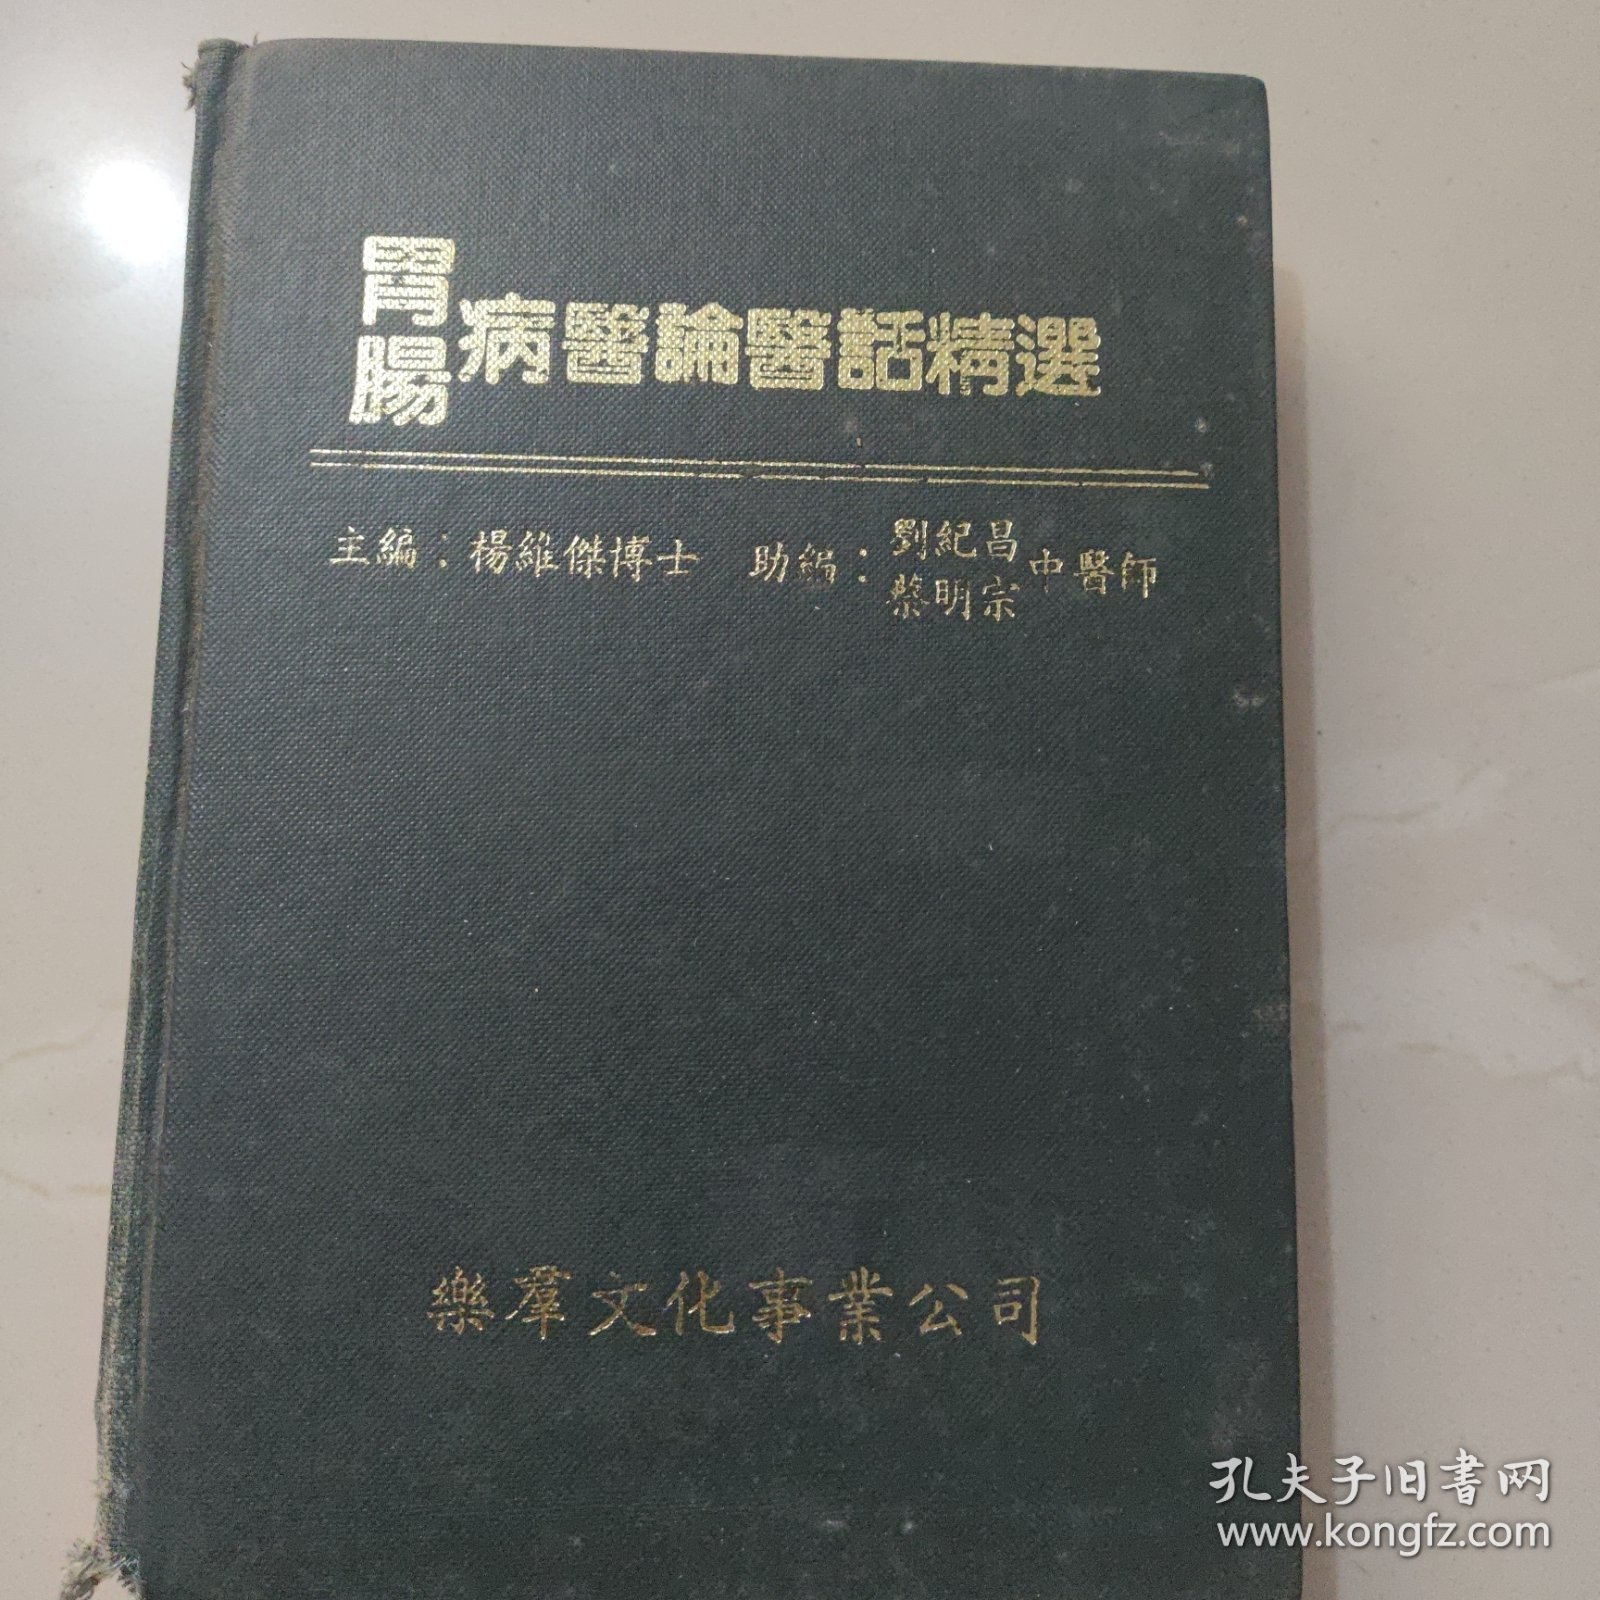 胃腸病醫論醫話精選
主編：楊維傑博士 助編：劉紀昌 蔡明宗 中醫師
樂羣文化事業公司
孔夫子旧书网
www.kongfz.com